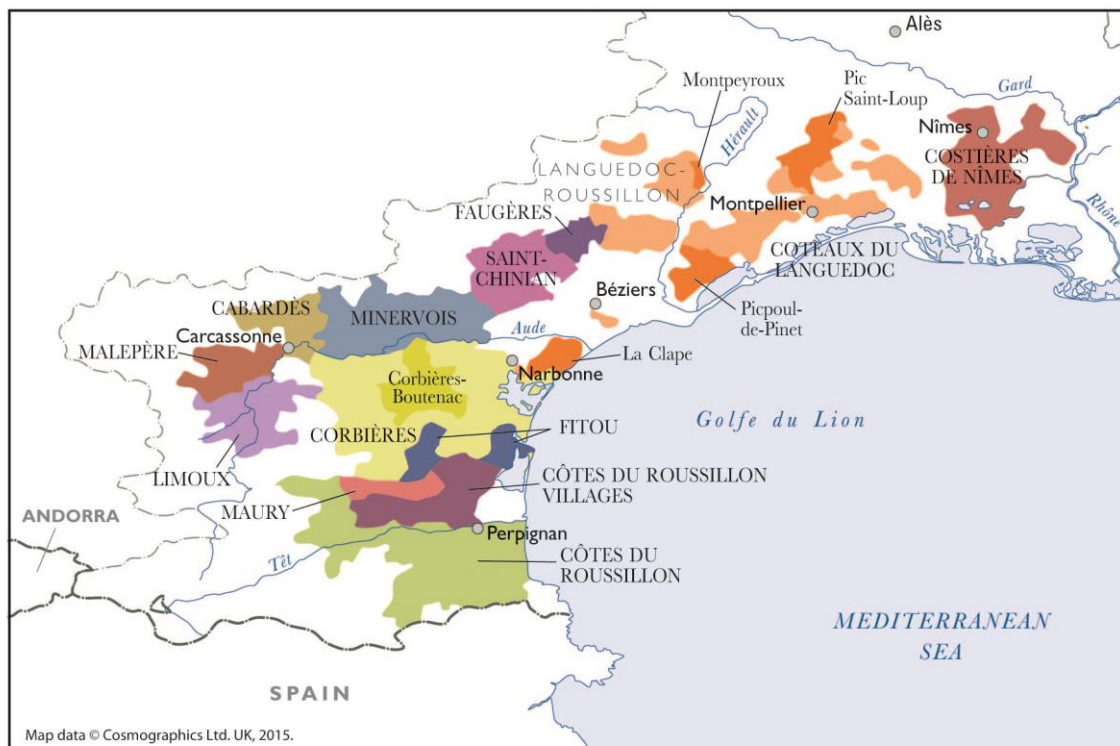 Alès
Montpeyroux
Pic
Saint-Loup
Gard
Hérault
Nîmes
COSTIÈRES
DE NÎMES
LANGUEDOC-
ROUSSILLON
Montpellier
Rhône
FAUGÈRES
SAINT-
CHINIAN
COTEAUX DU
LANGUEDOC
Béziers
CABARDÈS
MINERVOIS
Aude
Picpoul-
de-Pinet
Carcassonne
MALEPÈRE
La Clape
Narbonne
Corbières-
Boutenac
Golfe du Lion
CORBIÈRES
FITOU
LIMOUX
CÔTES DU ROUSSILLON
VILLAGES
MAURY
ANDORRA
Perpignan
Têt
CÔTES DU
ROUSSILLON
MEDITERRANEAN
SEA
SPAIN
Map data © Cosmographics Ltd. UK, 2015.